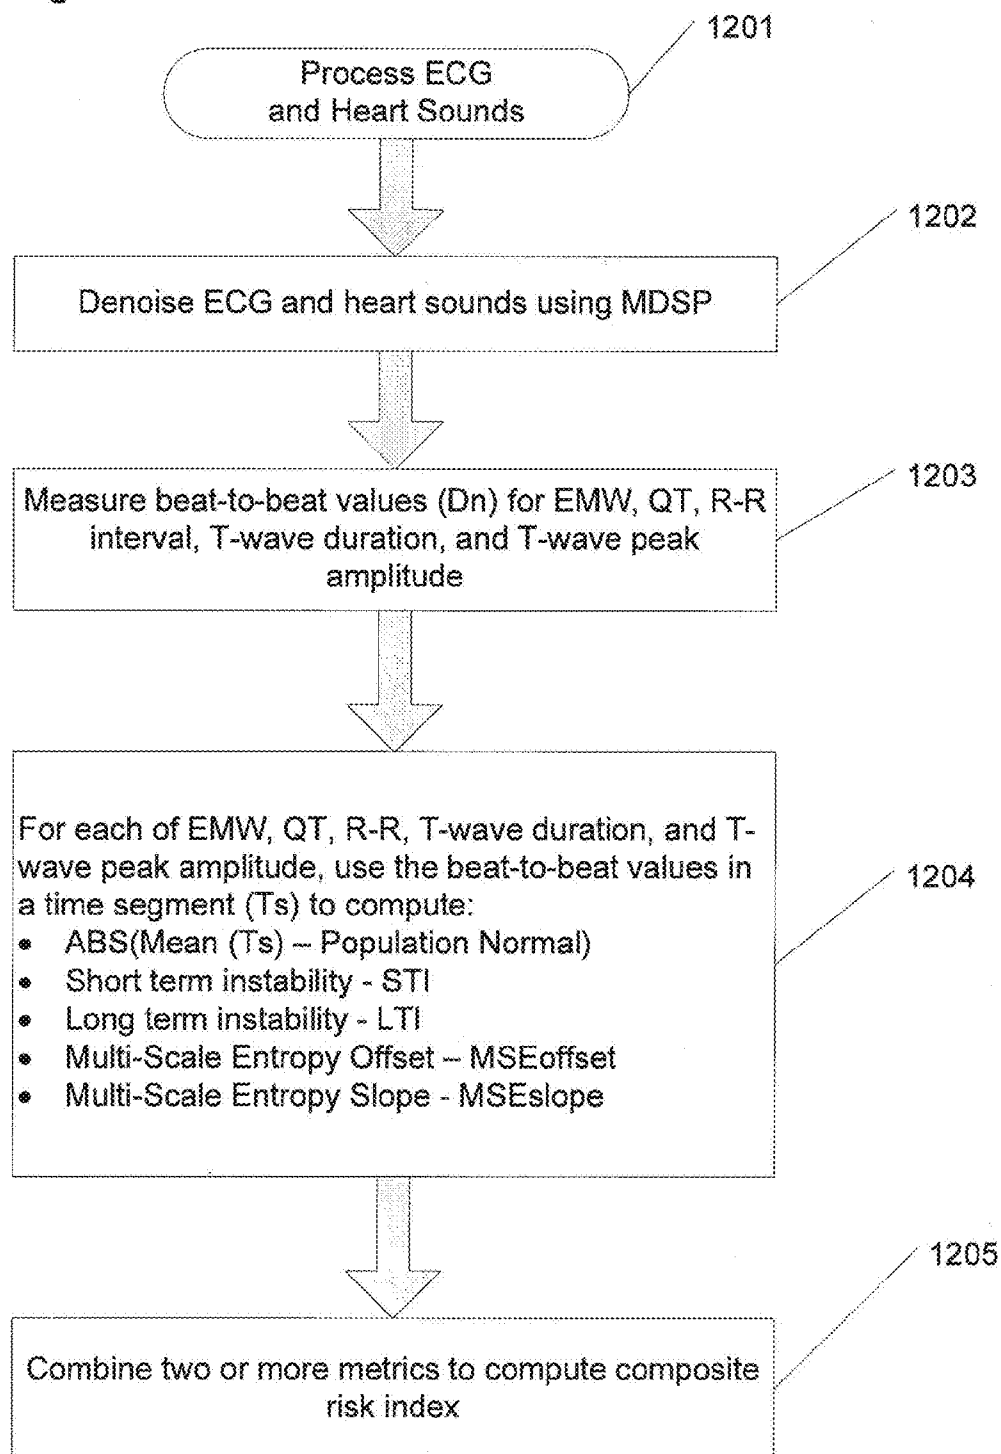 1201
Process ECG
and Heart Sounds
1202
Denoise ECG and heart sounds using MDSP
1203
Measure beat-to-beat values (Dn) for EMW, QT, R-R
interval, T-wave duration, and T-wave peak
amplitude
For each of EMW, QT, R-R, T-wave duration, and T-
wave peak amplitude, use the beat-to-beat values in
a time segment (Ts) to compute:
1204
• ABS(Mean (Ts) – Population Normal)
• Short term instability - STI
• Long term instability - LTI
• Multi-Scale Entropy Offset – MSEoffset
• Multi-Scale Entropy Slope - MSEslope
1205
Combine two or more metrics to compute composite
risk index